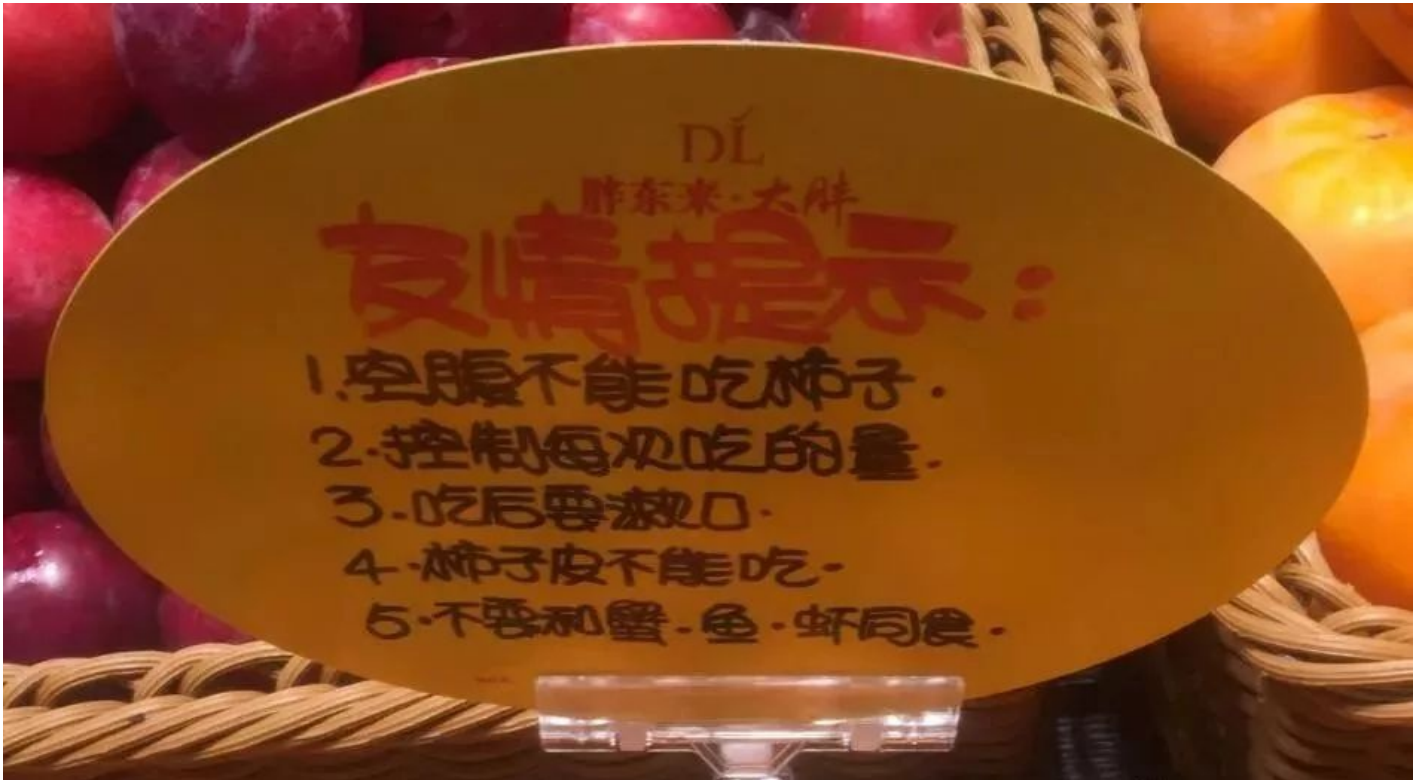 DL
胖东来·大胖
友情提示：
1.空腹不能吃柿子.
2.控制每次吃的量.
3.吃后要漱口.
4.柿子皮不能吃.
5.不要和蟹.鱼.虾同食.